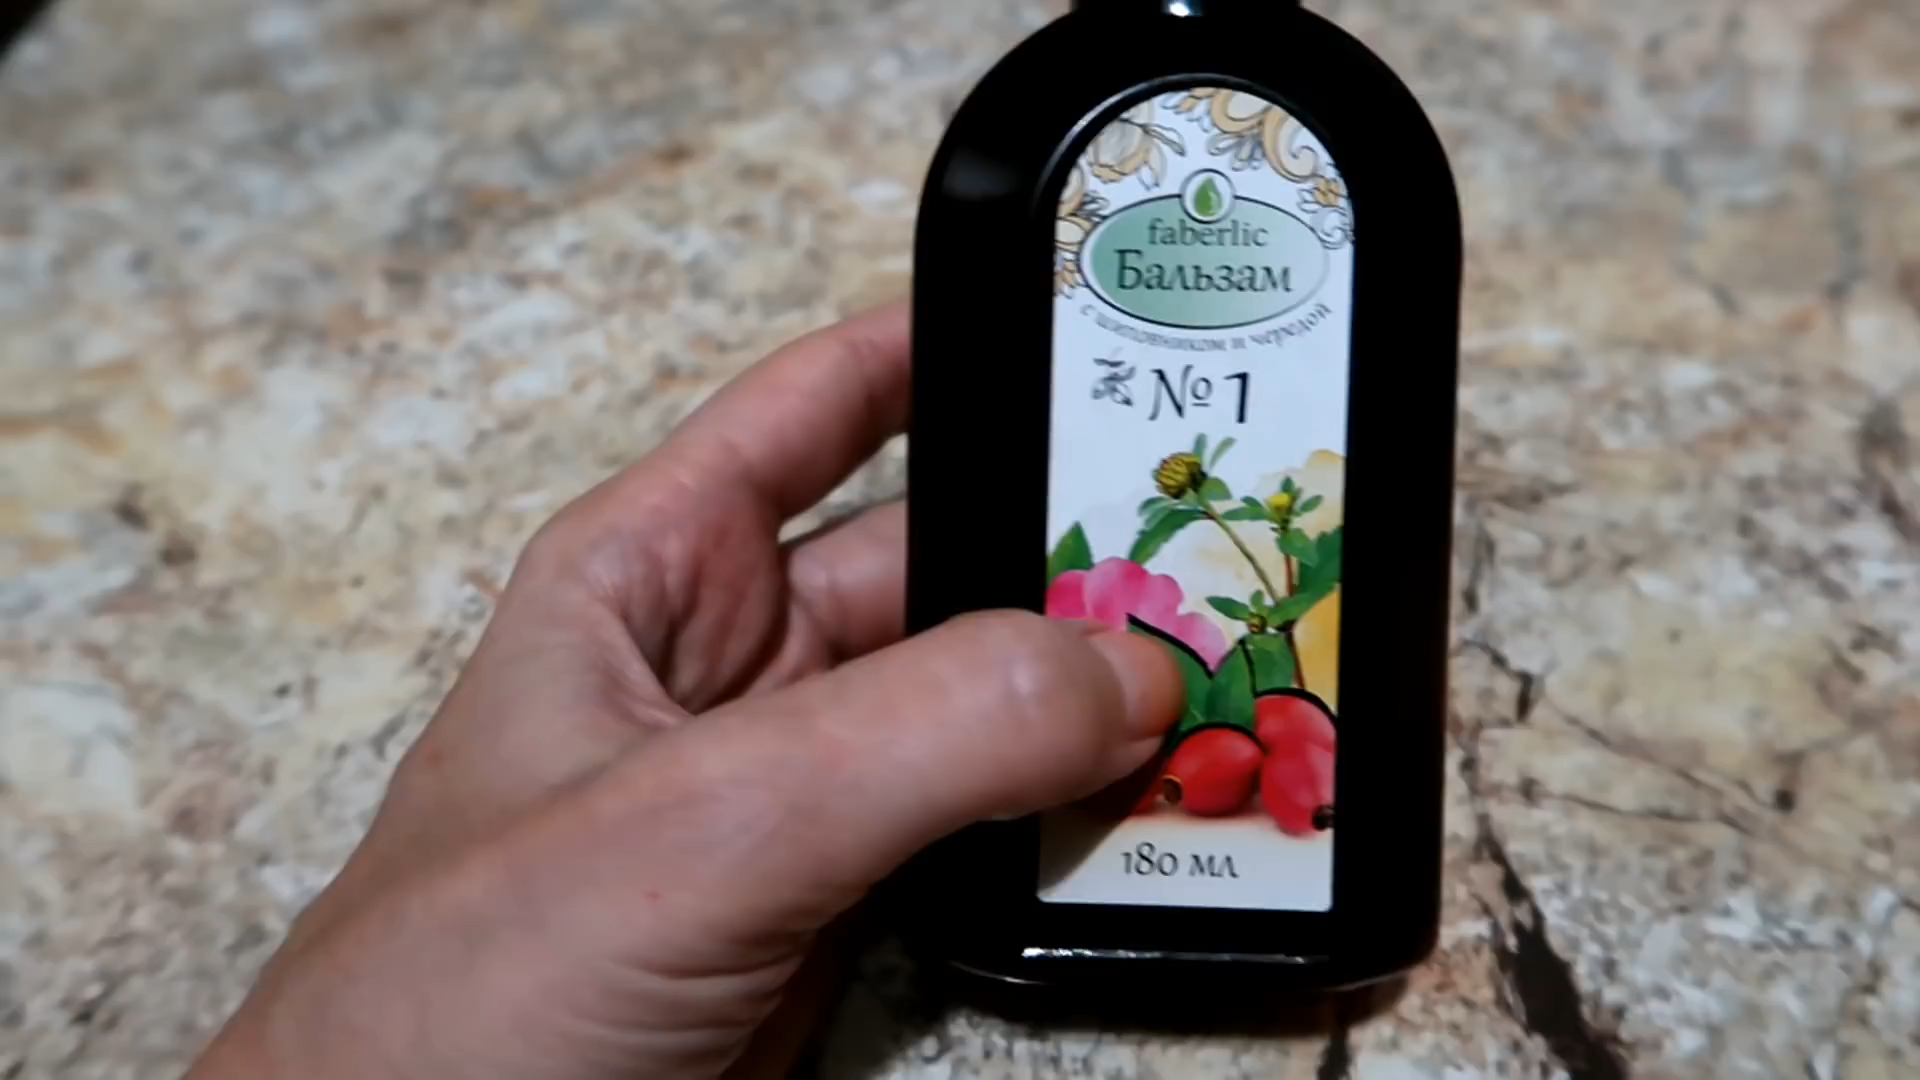 faberlic
Бальзам
с шиповником и чередой
№ 1
180 мл